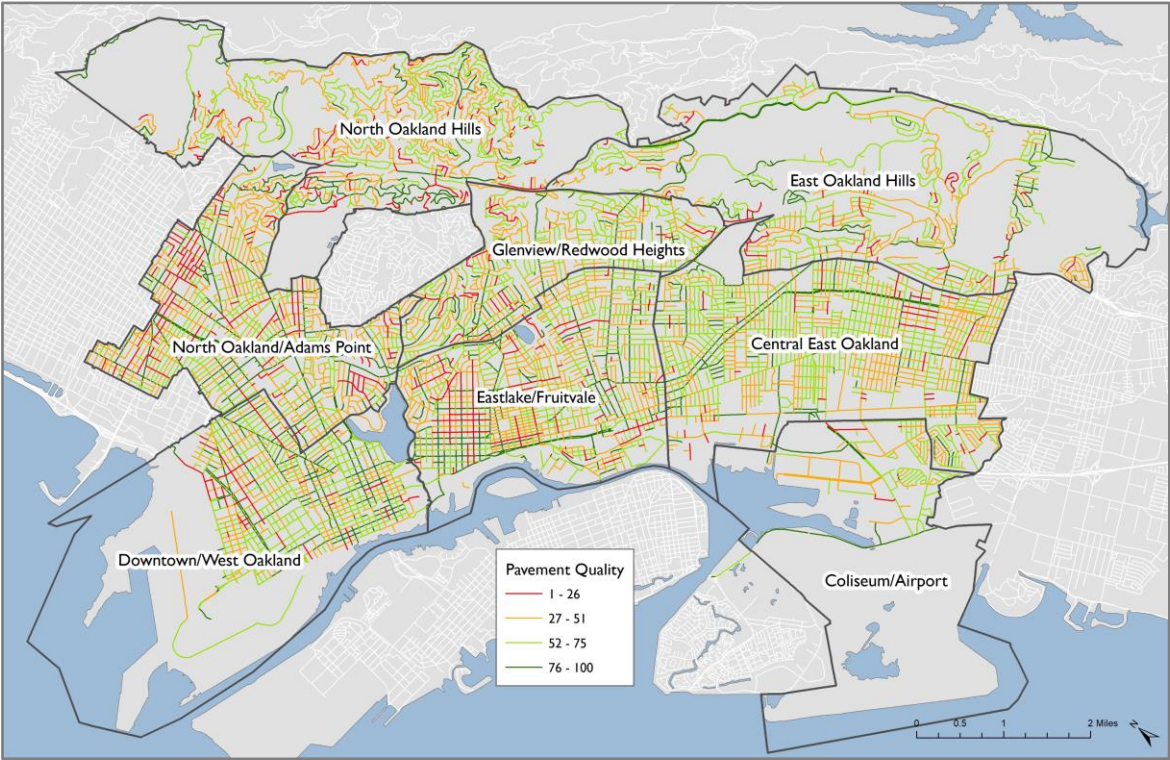 North Oakland Hills
East Oakland Hills
Glenview/Redwood Heights
North Oakland/Adams Point
Central East Oakland
Eastlake/Fruitvale
Downtown/West Oakland
Coliseum/Airport
Pavement Quality
1 - 26
27 - 51
52 - 75
76 - 100
0 0.5 1 2 Miles
N